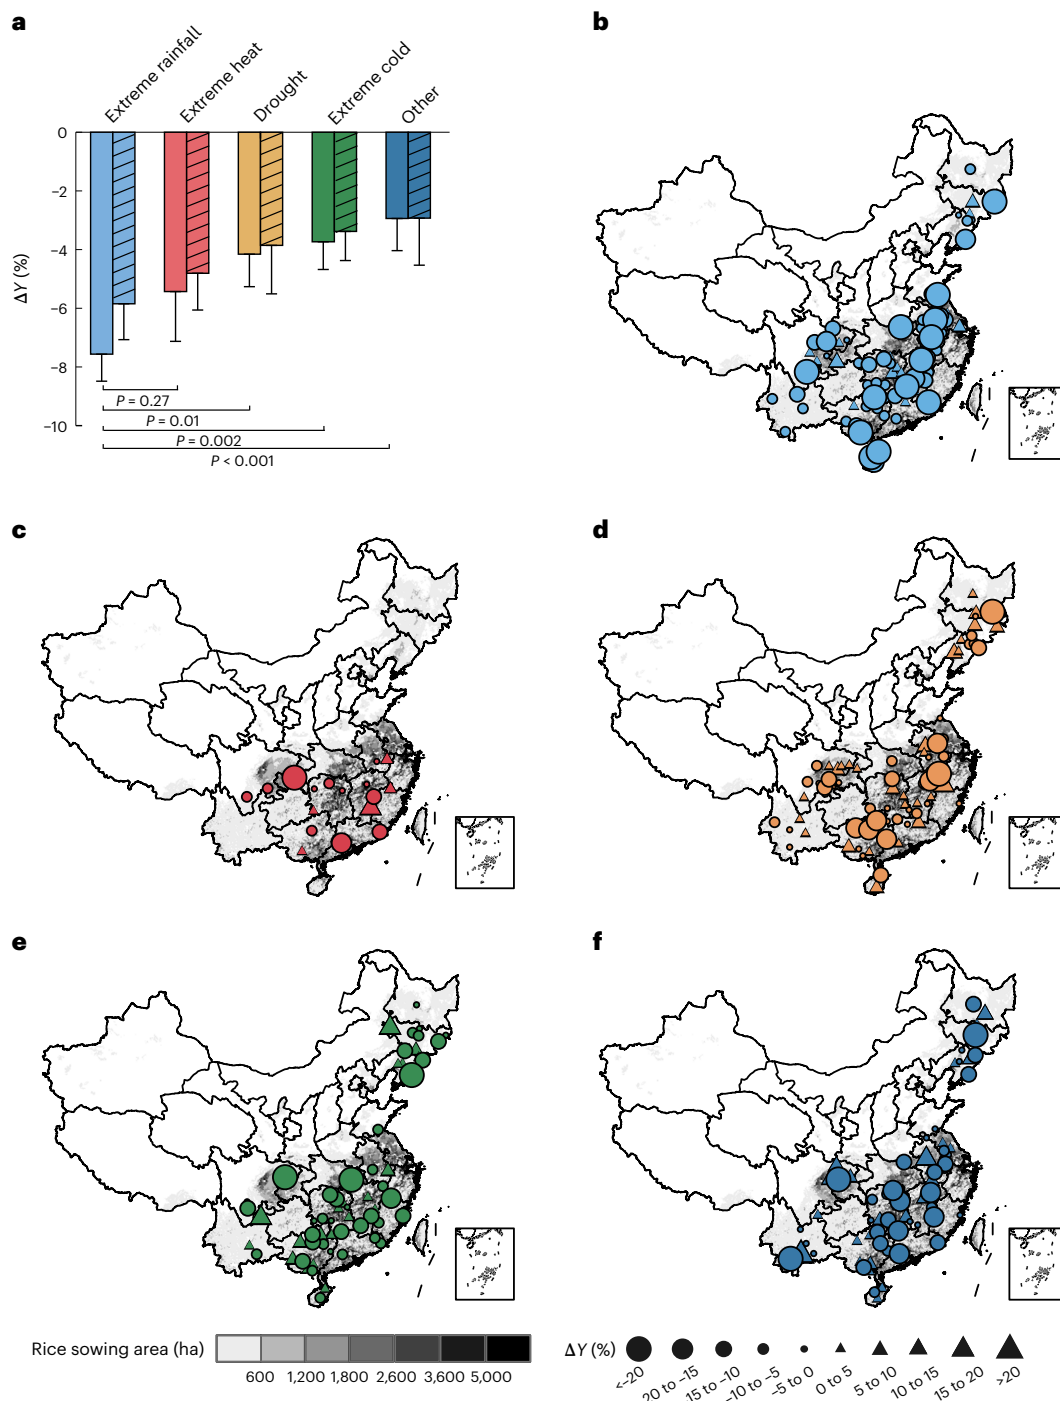 a
b
Extreme rainfall
Extreme heat
Drought
Extreme cold
Other
0
−2
−4
−6
−8
−10
ΔY (%)
P = 0.27
P = 0.01
P = 0.002
P < 0.001
c
d
e
f
Rice sowing area (ha)
600 1,200 1,800 2,600 3,600 5,000
ΔY (%)
<−20
20 to −15
−15 to −10
−10 to −5
−5 to 0
0 to 5
5 to 10
10 to 15
15 to 20
>20